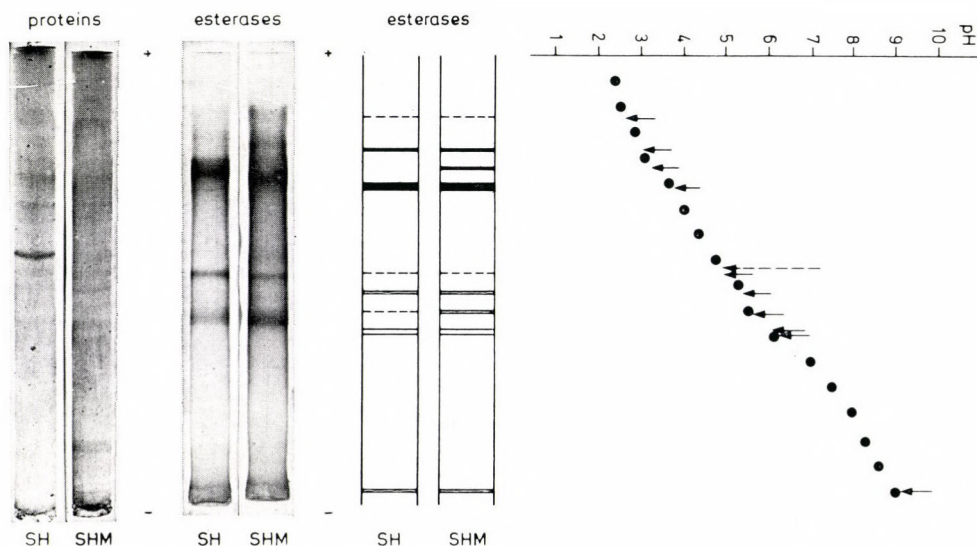 proteins
esterases
esterases
+
+
1 2 3 4 5 6 7 8 9 10
pH
−
−
SH SHM
SH SHM
SH SHM